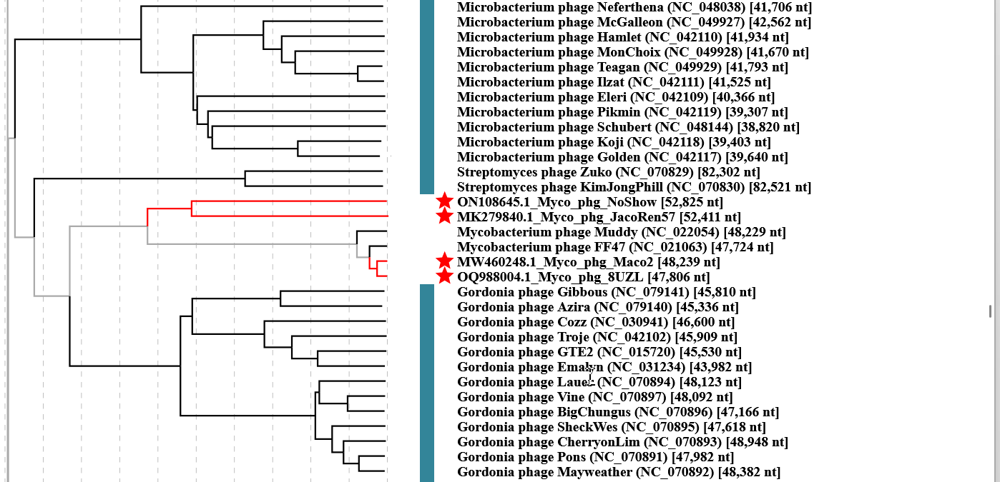 Microbacterium phage Neferthena (NC_048038) [41,706 nt]
Microbacterium phage McGalleon (NC_049927) [42,562 nt]
Microbacterium phage Hamlet (NC_042110) [41,934 nt]
Microbacterium phage MonChoix (NC_049928) [41,670 nt]
Microbacterium phage Teagan (NC_049929) [41,793 nt]
Microbacterium phage Ilzat (NC_042111) [41,525 nt]
Microbacterium phage Eleri (NC_042109) [40,366 nt]
Microbacterium phage Pikmin (NC_042119) [39,307 nt]
Microbacterium phage Schubert (NC_048144) [38,820 nt]
Microbacterium phage Koji (NC_042118) [39,403 nt]
Microbacterium phage Golden (NC_042117) [39,640 nt]
Streptomyces phage Zuko (NC_070829) [82,302 nt]
Streptomyces phage KimJongPhill (NC_070830) [82,521 nt]
ON108645.1_Myco_phg_NoShow [52,825 nt]
MK279840.1_Myco_phg_JacoRen57 [52,411 nt]
Mycobacterium phage Muddy (NC_022054) [48,229 nt]
Mycobacterium phage FF47 (NC_021063) [47,724 nt]
MW460248.1_Myco_phg_Maco2 [48,239 nt]
OQ988004.1_Myco_phg_8UZL [47,806 nt]
Gordonia phage Gibbous (NC_079141) [45,810 nt]
Gordonia phage Azira (NC_079140) [45,336 nt]
Gordonia phage Cozz (NC_030941) [46,600 nt]
Gordonia phage Troje (NC_042102) [45,909 nt]
Gordonia phage GTE2 (NC_015720) [45,530 nt]
Gordonia phage Emalyn (NC_031234) [43,982 nt]
Gordonia phage (NC_070894) [48,123 nt]
Gordonia phage Vine (NC_070897) [48,092 nt]
Gordonia phage BigChungus (NC_070896) [47,166 nt]
Gordonia phage SheckWes (NC_070895) [47,618 nt]
Gordonia phage CherryonLim (NC_070893) [48,948 nt]
Gordonia phage Pons (NC_070891) [47,982 nt]
Gordonia phage Mayweather (NC_070892) [48,382 nt]